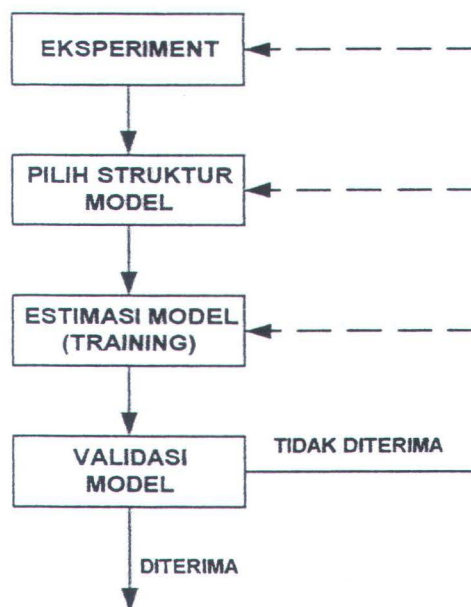 EKSPERIMENT
PILIH STRUKTUR
MODEL
ESTIMASI MODEL
(TRAINING)
VALIDASI
MODEL
TIDAK DITERIMA
DITERIMA